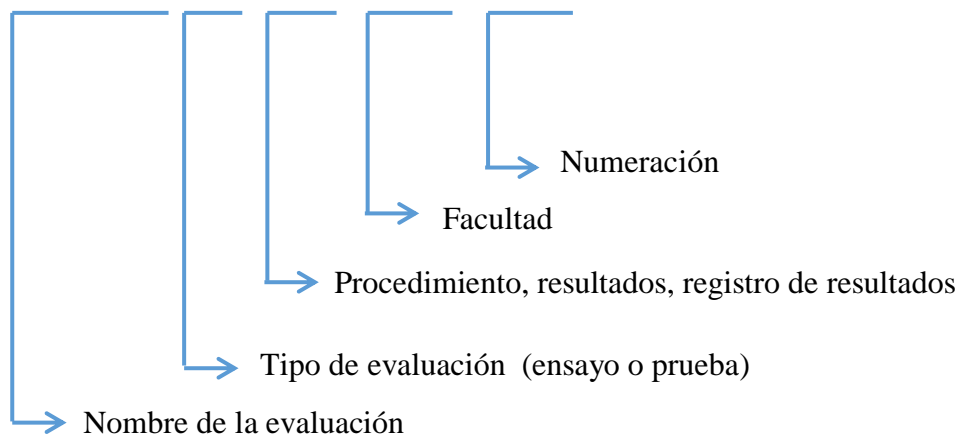 Numeración
Facultad
Procedimiento, resultados, registro de resultados
Tipo de evaluación (ensayo o prueba)
Nombre de la evaluación